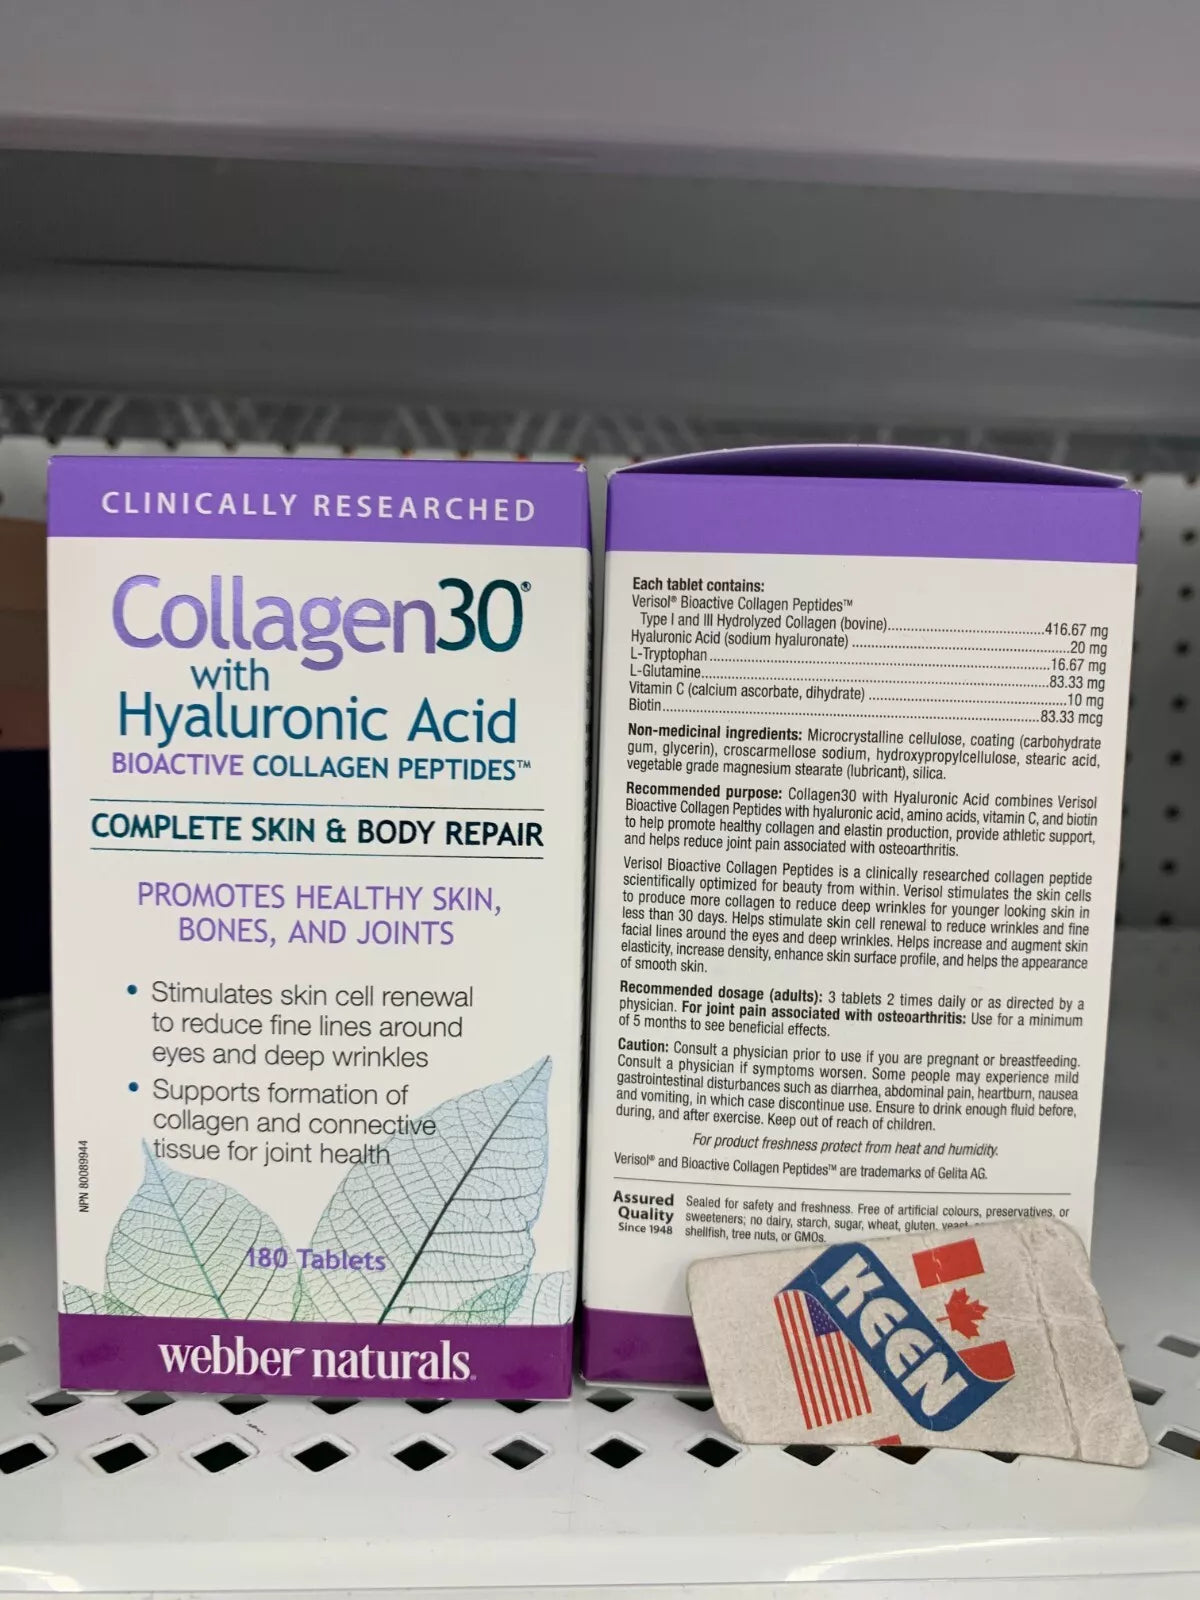 CLINICALLY RESEARCHED
Collagen30®
with
Hyaluronic Acid
BIOACTIVE COLLAGEN PEPTIDES™
COMPLETE SKIN & BODY REPAIR
PROMOTES HEALTHY SKIN,
BONES, AND JOINTS
• Stimulates skin cell renewal
to reduce fine lines around
eyes and deep wrinkles
• Supports formation of
collagen and connective
tissue for joint health
NPN 80089944
180 Tablets
webber naturals
Each tablet contains:
Verisol® Bioactive Collagen Peptides™
Type I and III Hydrolyzed Collagen (bovine)..........416.67 mg
Hyaluronic Acid (sodium hyaluronate)..........20 mg
L-Tryptophan..........16.67 mg
L-Glutamine..........83.33 mg
Vitamin C (calcium ascorbate, dihydrate)..........10 mg
Biotin..........83.33 mcg
Non-medicinal ingredients: Microcrystalline cellulose, coating (carbohydrate
gum, glycerin), croscarmellose sodium, hydroxypropylcellulose, stearic acid,
vegetable grade magnesium stearate (lubricant), silica.
Recommended purpose: Collagen30 with Hyaluronic Acid combines Verisol
Bioactive Collagen Peptides with hyaluronic acid, amino acids, vitamin C, and biotin
to help promote healthy collagen and elastin production, provide athletic support,
and helps reduce joint pain associated with osteoarthritis.
Verisol Bioactive Collagen Peptides is a clinically researched collagen peptide
scientifically optimized for beauty from within. Verisol stimulates the skin cells
to produce more collagen to reduce deep wrinkles for younger looking skin in
less than 30 days. Helps stimulate skin cell renewal to reduce wrinkles and fine
facial lines around the eyes and deep wrinkles. Helps increase and augment skin
elasticity, increase density, enhance skin surface profile, and helps the appearance
of smooth skin.
Recommended dosage (adults): 3 tablets 2 times daily or as directed by a
physician. For joint pain associated with osteoarthritis: Use for a minimum
of 5 months to see beneficial effects.
Caution: Consult a physician prior to use if you are pregnant or breastfeeding.
Consult a physician if symptoms worsen. Some people may experience mild
gastrointestinal disturbances such as diarrhea, abdominal pain, heartburn, nausea
and vomiting, in which case discontinue use. Ensure to drink enough fluid before,
during, and after exercise. Keep out of reach of children.
For product freshness protect from heat and humidity.
Verisol® and Bioactive Collagen Peptides™ are trademarks of Gelita AG.
Assured
Quality
Since 1948
Sealed for safety and freshness. Free of artificial colours, preservatives, or
sweeteners; no dairy, starch, sugar, wheat, gluten, yeast,
shellfish, tree nuts, or GMOs.
KEEN